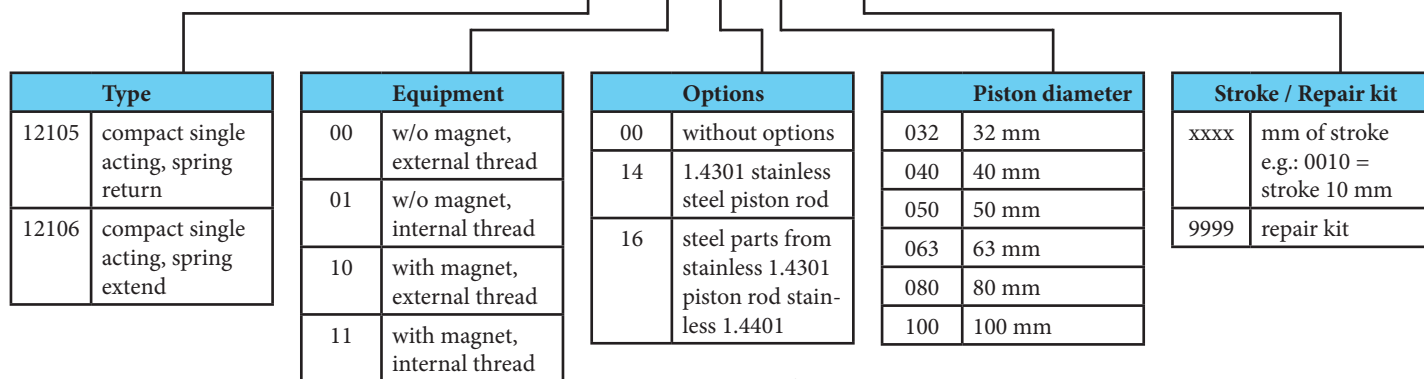 Type
12105 compact single
acting, spring
return
12106 compact single
acting, spring
extend
Equipment
00 w/o magnet,
external thread
01 w/o magnet,
internal thread
10 with magnet,
external thread
11 with magnet,
internal thread
Options
00 without options
14 1.4301 stainless
steel piston rod
16 steel parts from
stainless 1.4301
piston rod stain-
less 1.4401
Piston diameter
032 32 mm
040 40 mm
050 50 mm
063 63 mm
080 80 mm
100 100 mm
Stroke / Repair kit
xxxx mm of stroke
e.g.: 0010 =
stroke 10 mm
9999 repair kit